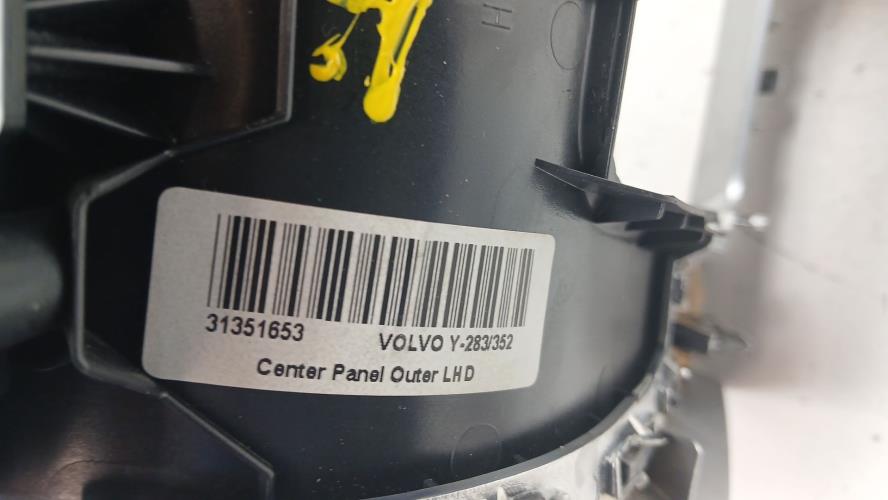 H
31351653 VOLVO Y-283/352
Center Panel Outer LHD